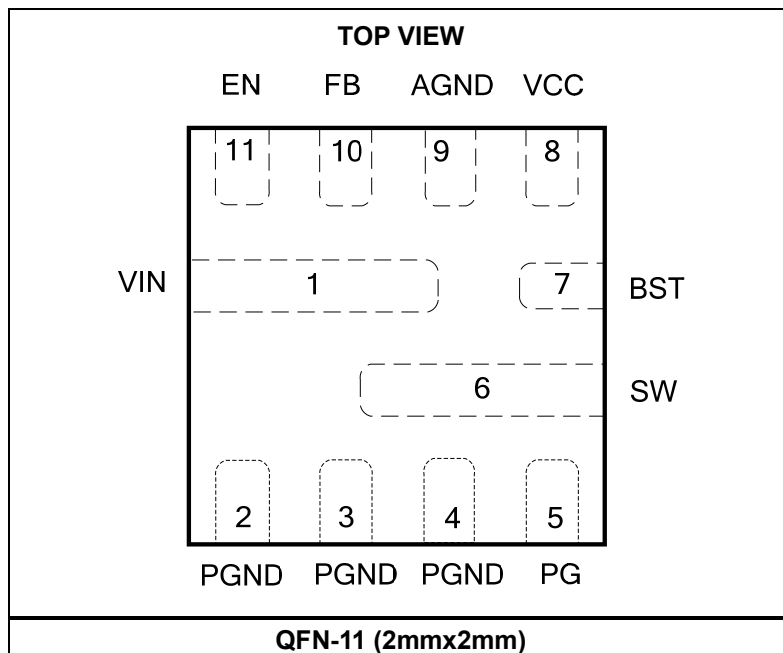 TOP VIEW
EN FB AGND VCC
11 10 9 8
VIN 1 7 BST
6 SW
2 3 4 5
PGND PGND PGND PG
QFN-11 (2mmx2mm)